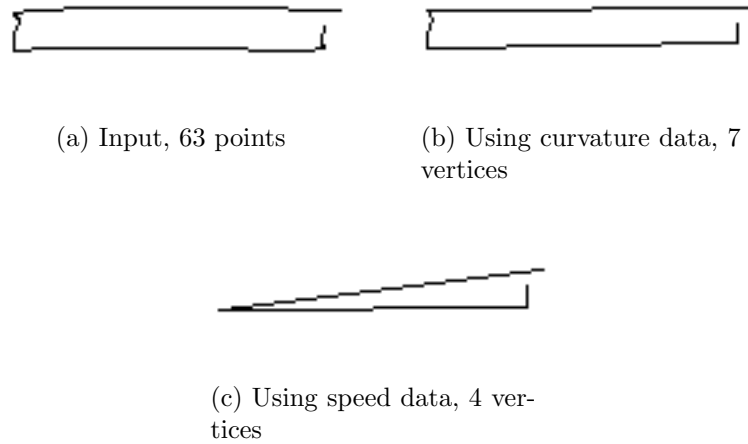 (a) Input, 63 points
(b) Using curvature data, 7
vertices
(c) Using speed data, 4 ver-
tices